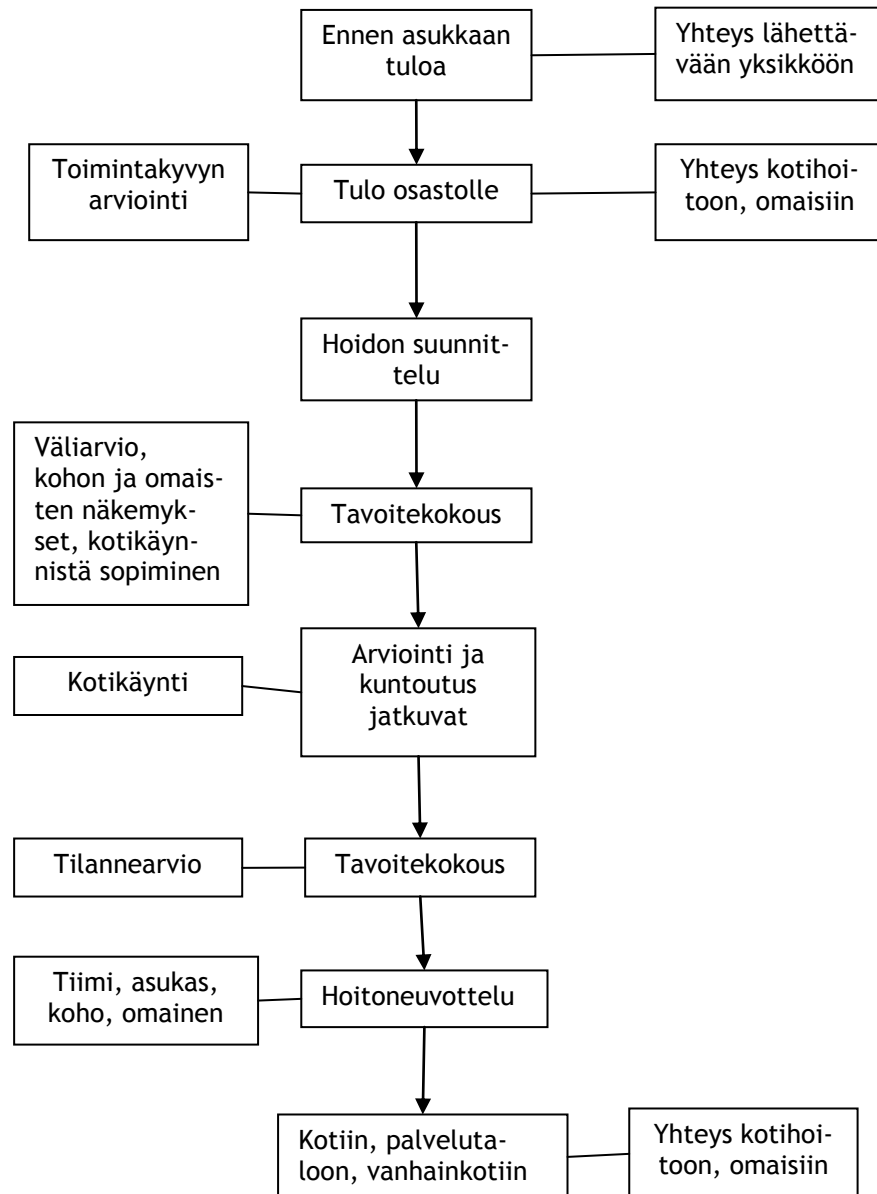 Ennen asukkaan
tuloa
Yhteys lähettä-
vään yksikköön
Toimintakyvyn
arviointi
Tulo osastolle
Yhteys kotihoi-
toon, omaisiin
Hoidon suunnit-
telu
Väliarvio,
kohon ja omais-
ten näkemyk-
set, kotikäyn-
nistä sopiminen
Tavoitekokous
Kotikäynti
Arviointi ja
kuntoutus
jatkuvat
Tilannearvio
Tavoitekokous
Tiimi, asukas,
koho, omainen
Hoitoneuvottelu
Kotiin, palveluta-
loon, vanhainkotiin
Yhteys kotihoi-
toon, omaisiin